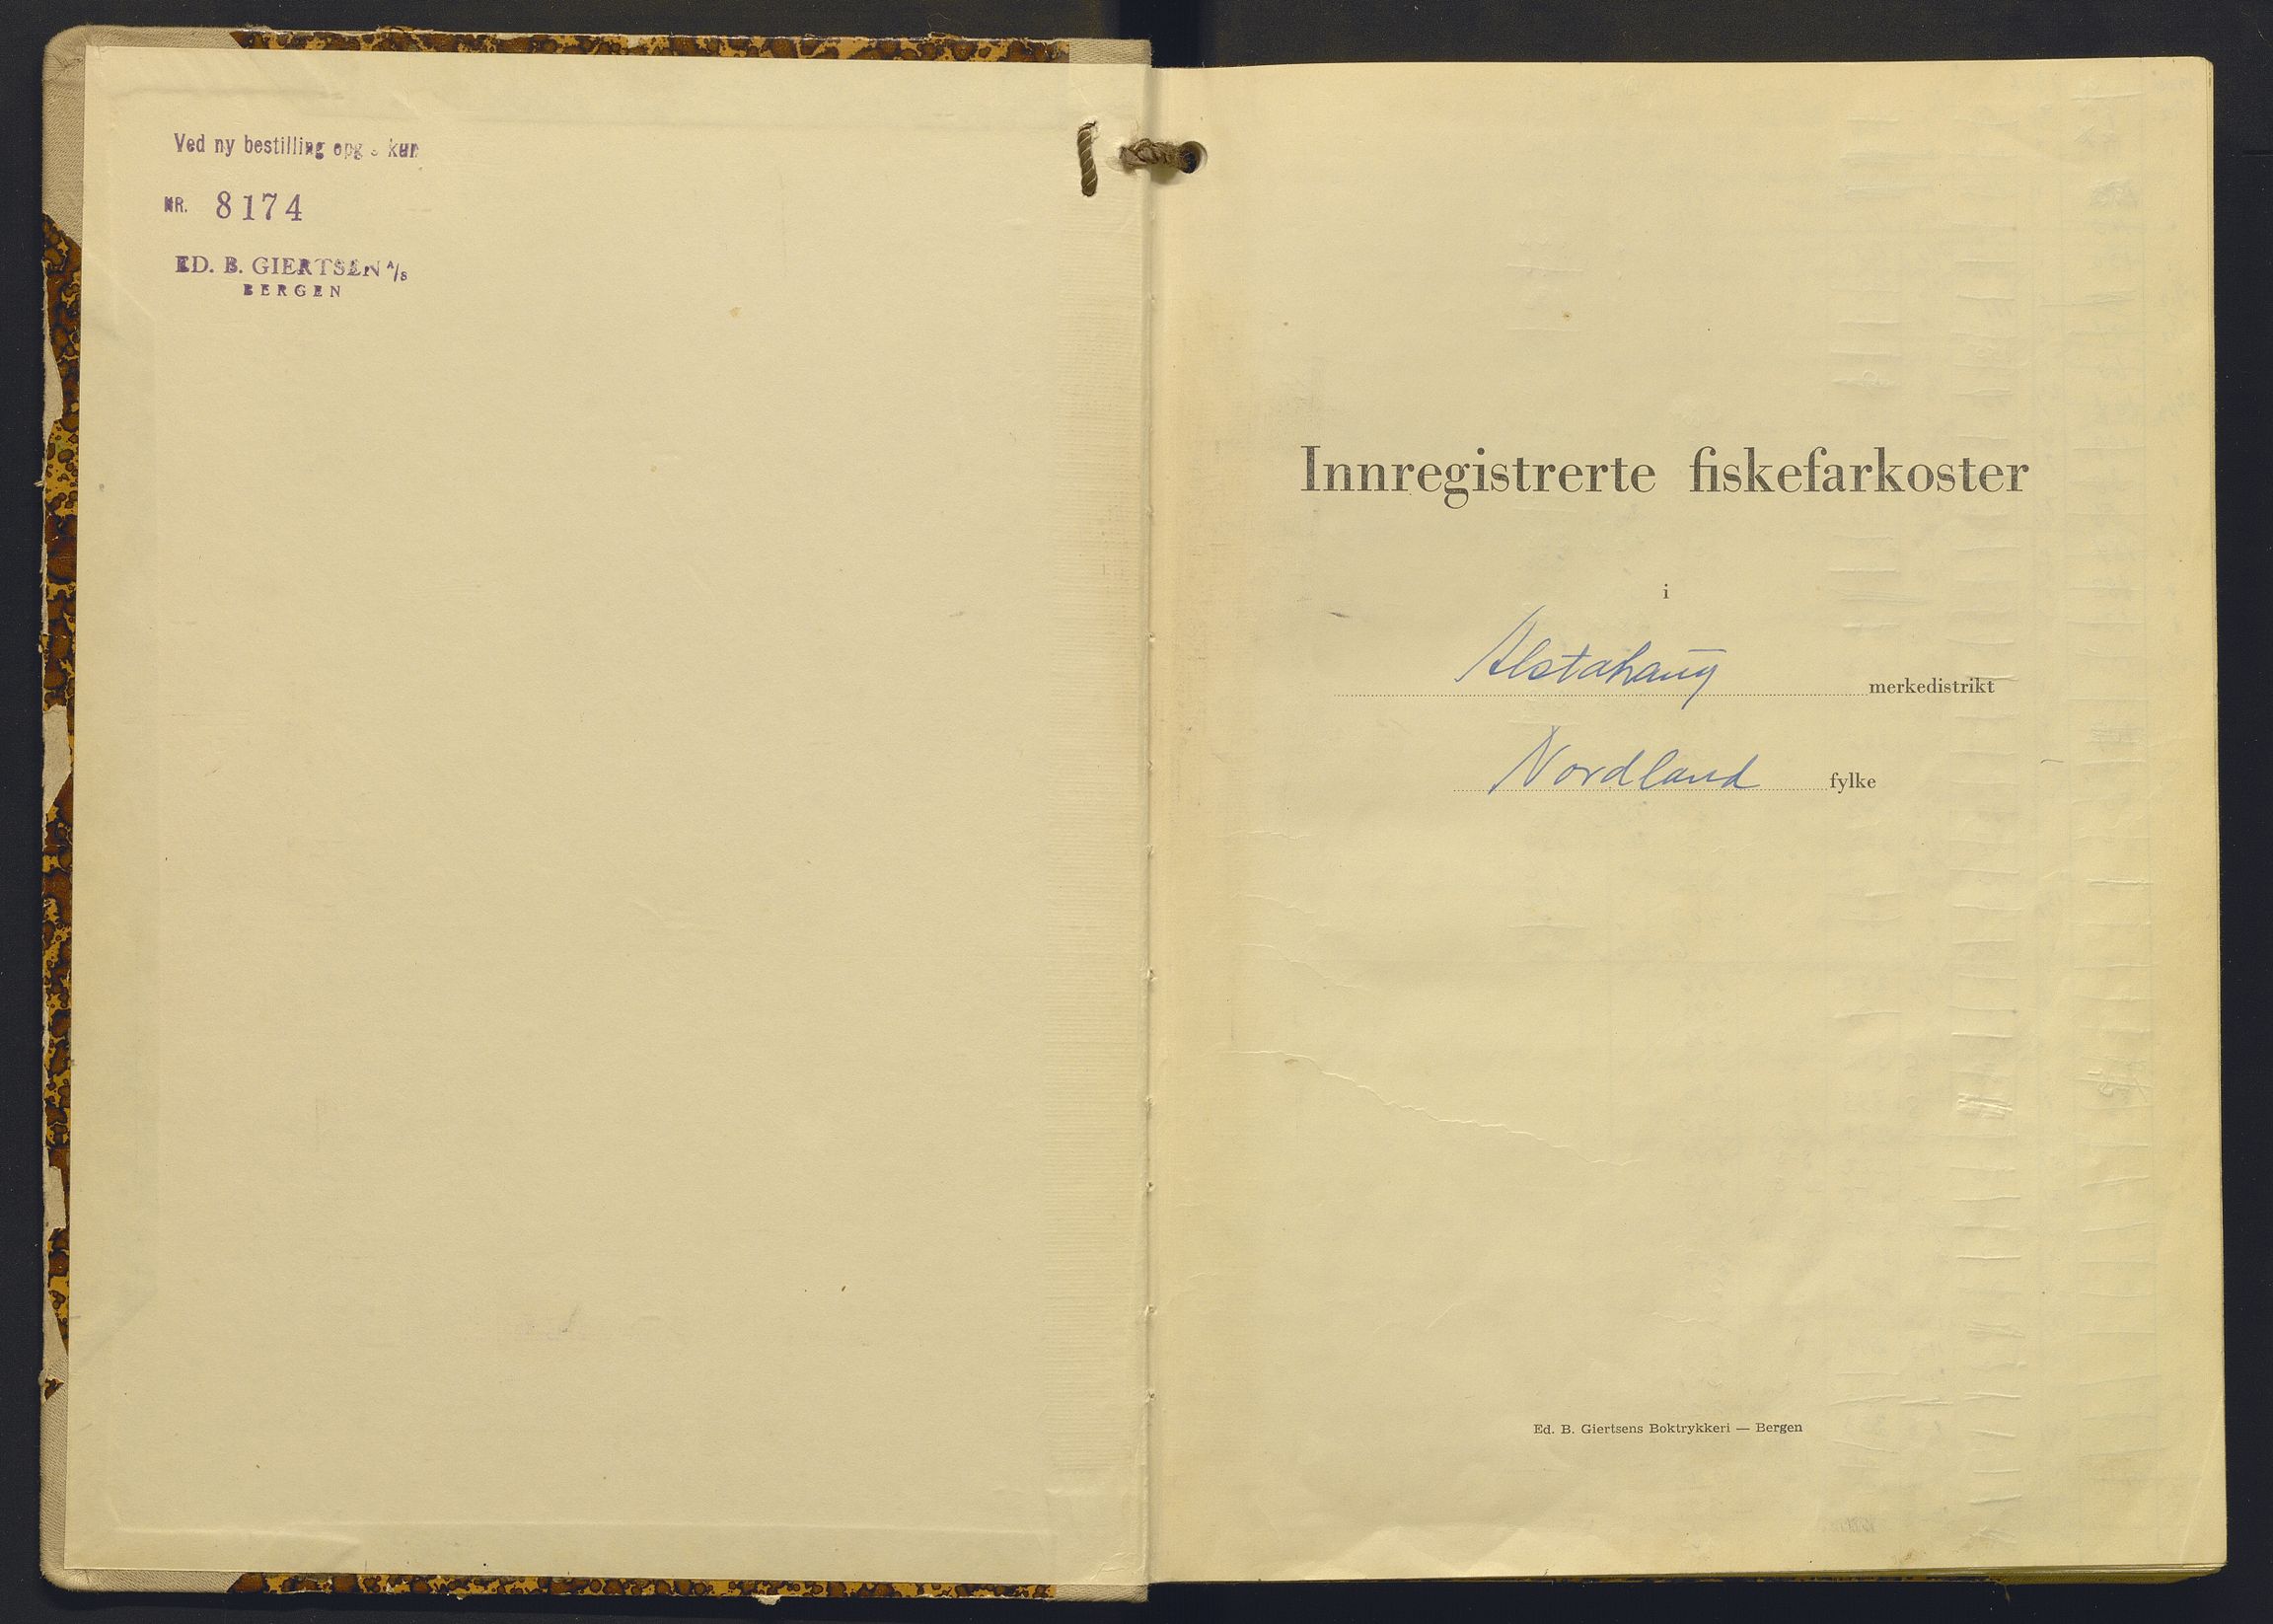 Ved ny bestilling opg kun
NR. 8174
ED. B. GIERTSEN A/S
BERGEN
Innregistrerte fiskefarkoster
i
Alstahaug merkedistrikt
Nordland fylke
Ed. B. Giertsens Boktrykkeri — Bergen